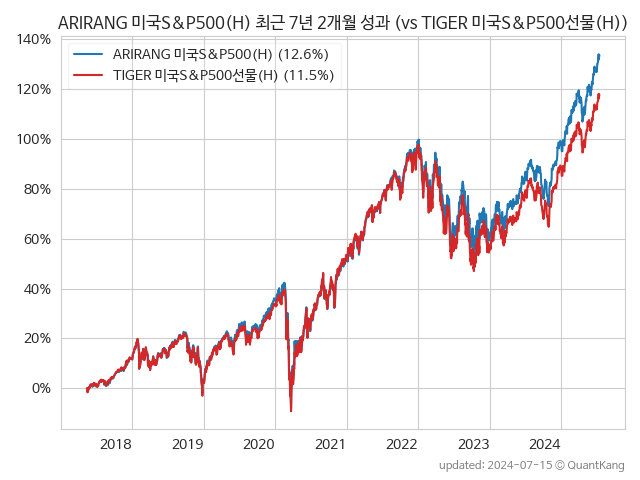 ARIRANG 미국S&P500(H) 최근 7년 2개월 성과 (vs TIGER 미국S&P500선물(H))
140%
ARIRANG 미국S&P500(H) (12.6%)
TIGER 미국S&P500선물(H) (11.5%)
120%
100%
80%
60%
40%
20%
0%
2018 2019 2020 2021 2022 2023 2024
updated: 2024-07-15 © QuantKang